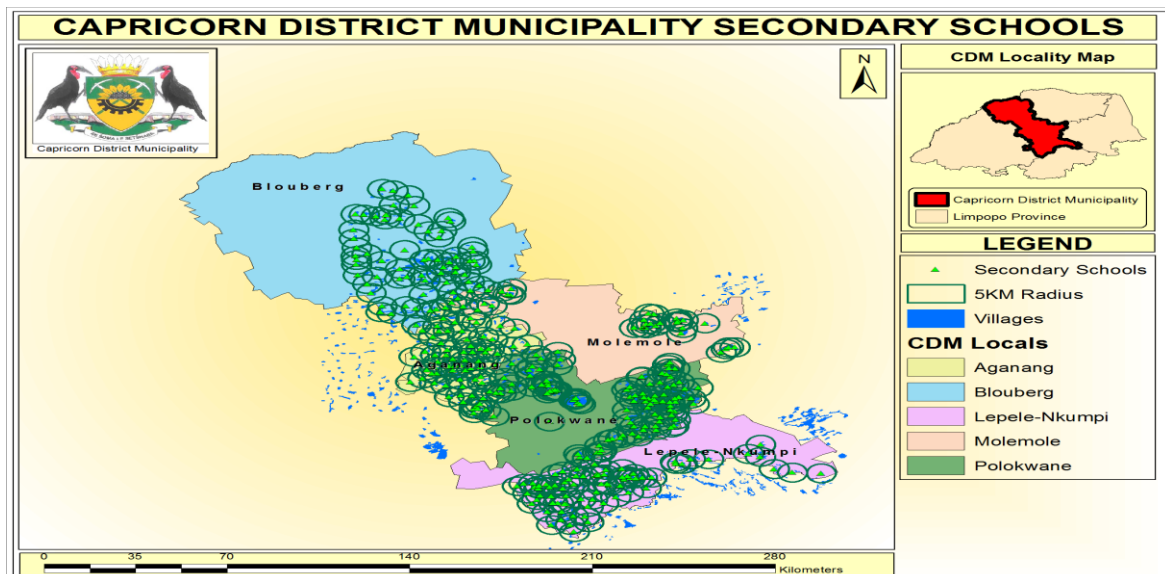 CAPRICORN DISTRICT MUNICIPALITY SECONDARY SCHOOLS
Capricorn District Municipality
N
CDM Locality Map
Capricorn District Municipality
Limpopo Province
LEGEND
Secondary Schools
5KM Radius
Villages
CDM Locals
Aganang
Blouberg
Lepele-Nkumpi
Molemole
Polokwane
Blouberg
Molemole
Aganang
Polokwane
Lepele-Nkumpi
0 35 70 140 210 280
Kilometers